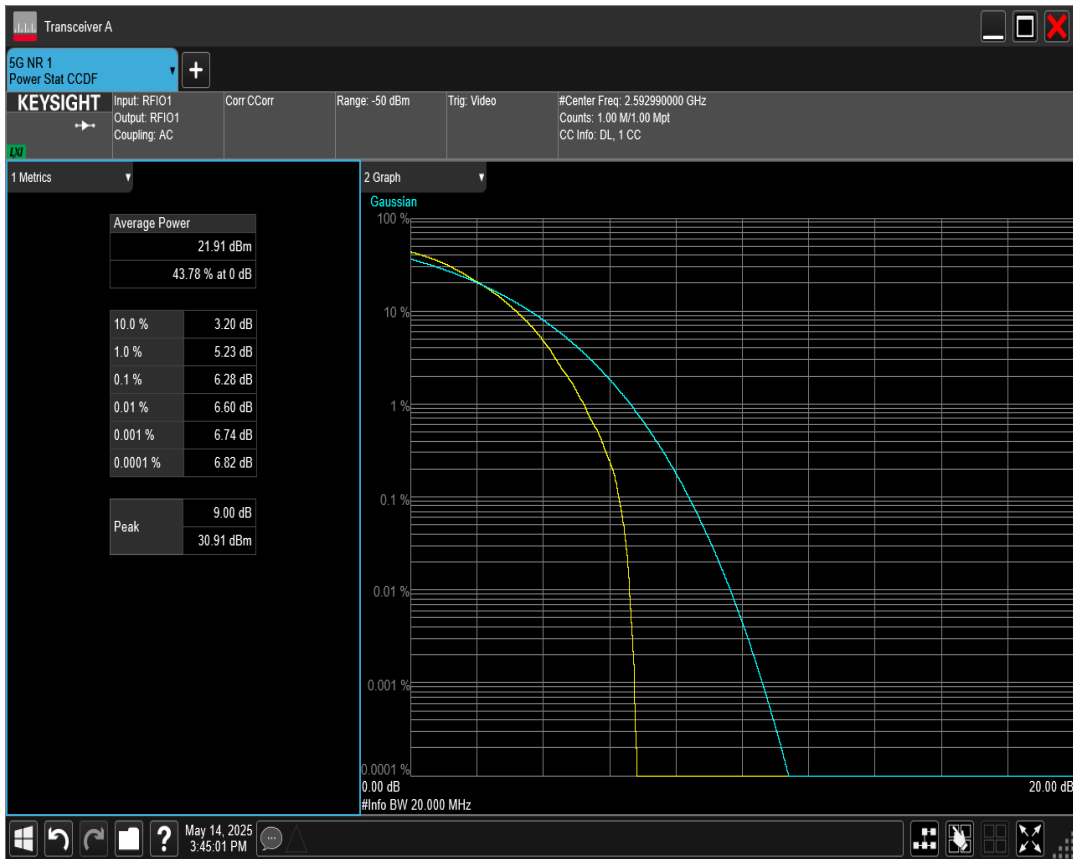 Transceiver A
5G NR 1
Power Stat CCDF
+
KEYSIGHT
LXI
Input: RFIO1
Output: RFIO1
Coupling: AC
Corr CCorr
Range: -50 dBm
Trig: Video
#Center Freq: 2.592990000 GHz
Counts: 1.00 M/1.00 Mpt
CC Info: DL, 1 CC
1 Metrics
Average Power
21.91 dBm
43.78 % at 0 dB
10.0 % 3.20 dB
1.0 % 5.23 dB
0.1 % 6.28 dB
0.01 % 6.60 dB
0.001 % 6.74 dB
0.0001 % 6.82 dB
Peak
9.00 dB
30.91 dBm
2 Graph
Gaussian
100 %
10 %
1 %
0.1 %
0.01 %
0.001 %
0.0001 %
0.00 dB
20.00 dB
#Info BW 20.000 MHz
?
May 14, 2025
3:45:01 PM